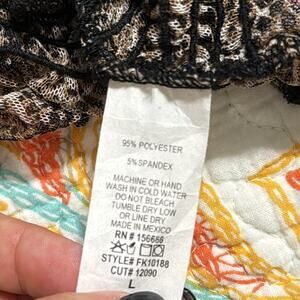 95% POLYESTER
5%SPANDEX
MACHINE OR HAND
WASH IN COLD WATER
DO NOT BLEACH
TUMBLE DRY LOW
OR LINE DRY
MADE IN MEXICO
RN # 156688
STYLE# FK10188
CUT# 12090
L